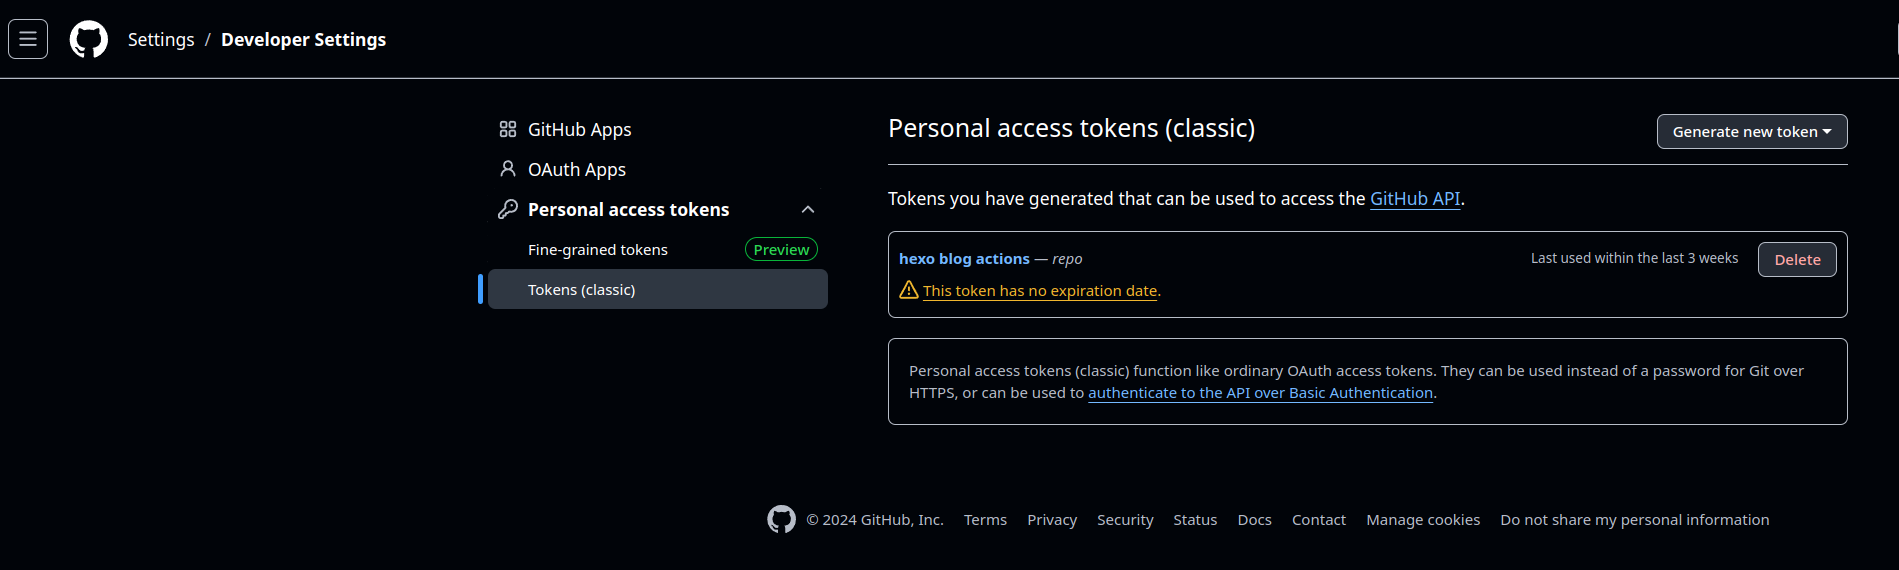 Settings / Developer Settings
GitHub Apps
OAuth Apps
Personal access tokens
Fine-grained tokens Preview
Tokens (classic)
Personal access tokens (classic)
Generate new token
Tokens you have generated that can be used to access the GitHub API.
hexo blog actions — repo
Last used within the last 3 weeks
Delete
This token has no expiration date.
Personal access tokens (classic) function like ordinary OAuth access tokens. They can be used instead of a password for Git over
HTTPS, or can be used to authenticate to the API over Basic Authentication.
© 2024 GitHub, Inc. Terms Privacy Security Status Docs Contact Manage cookies Do not share my personal information